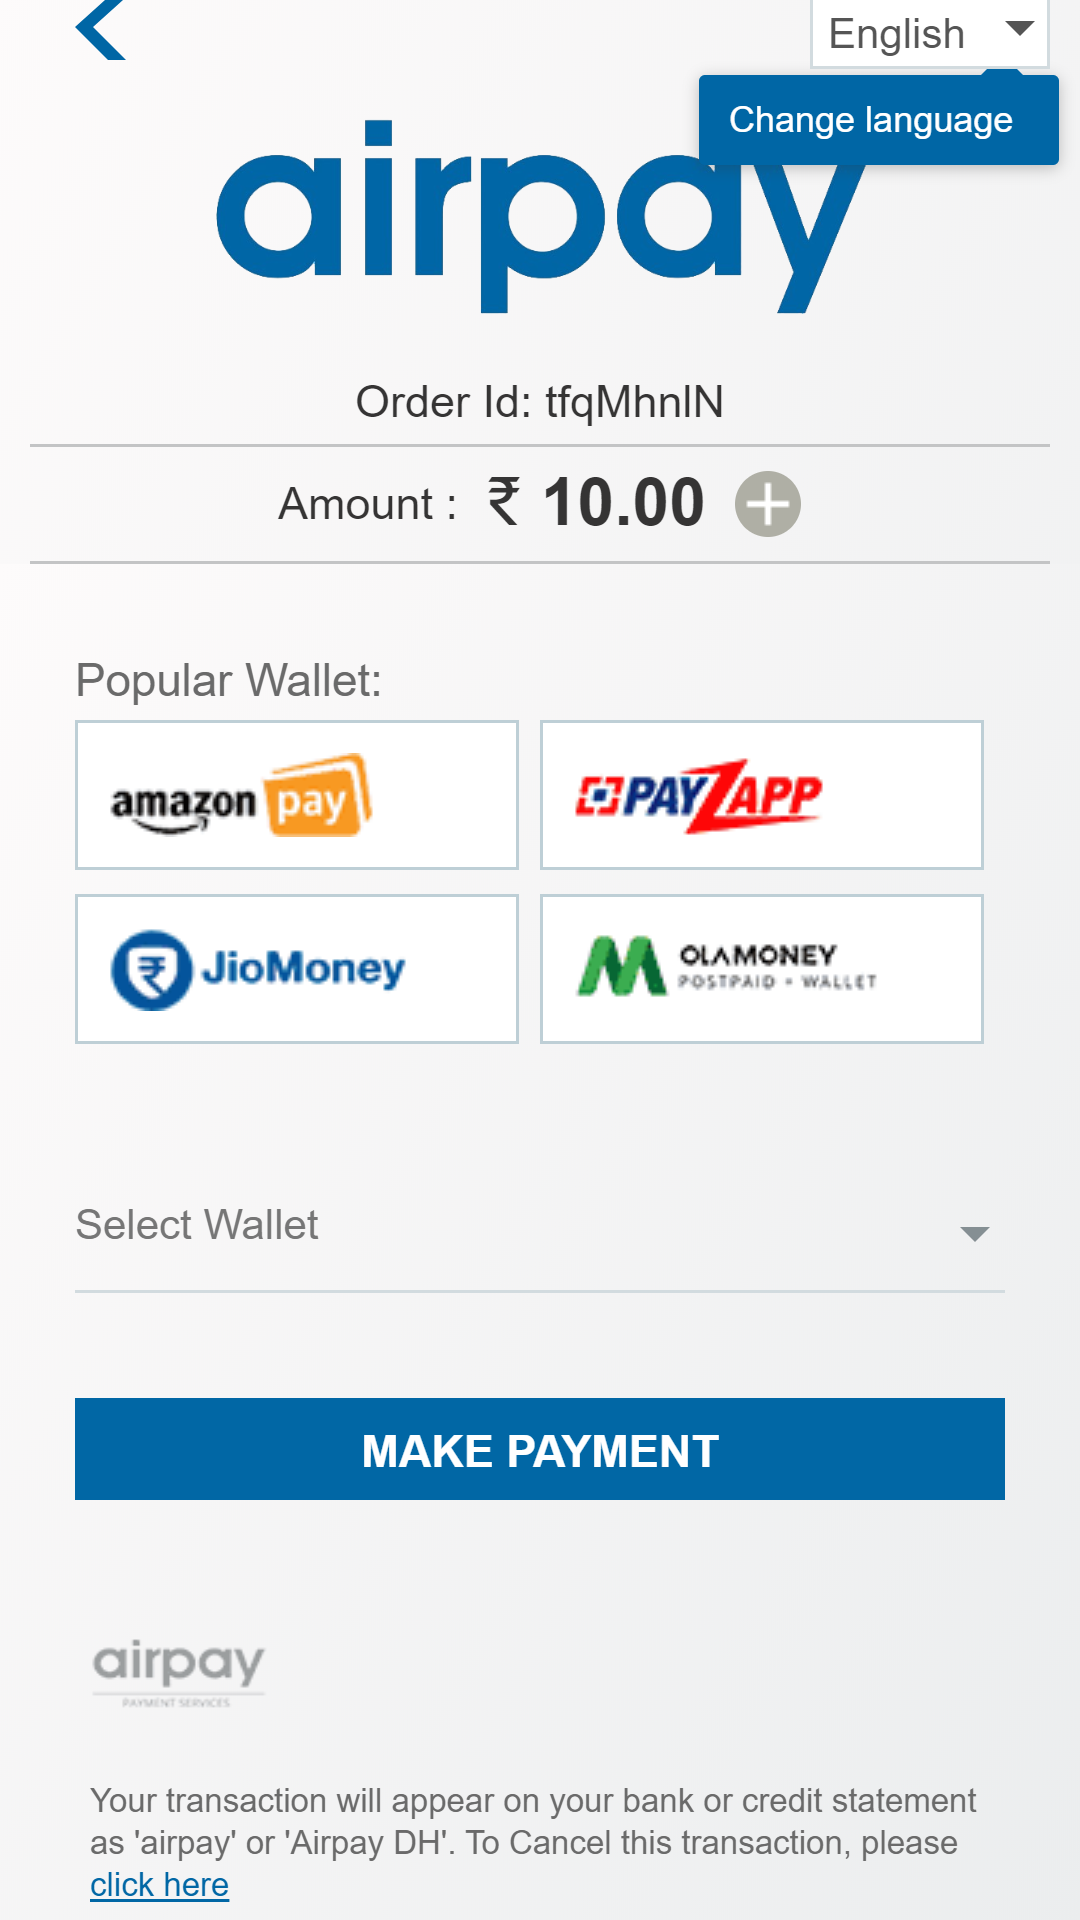 English
Change language
airpay
Order Id: tfqMhnlN
Amount : ₹ 10.00
Popular Wallet:
amazon pay
PAYZAPP
JioMoney
OLAMONEY
POSTPAID + WALLET
Select Wallet
MAKE PAYMENT
airpay
PAYMENT SERVICES
Your transaction will appear on your bank or credit statement
as 'airpay' or 'Airpay DH'. To Cancel this transaction, please
click here